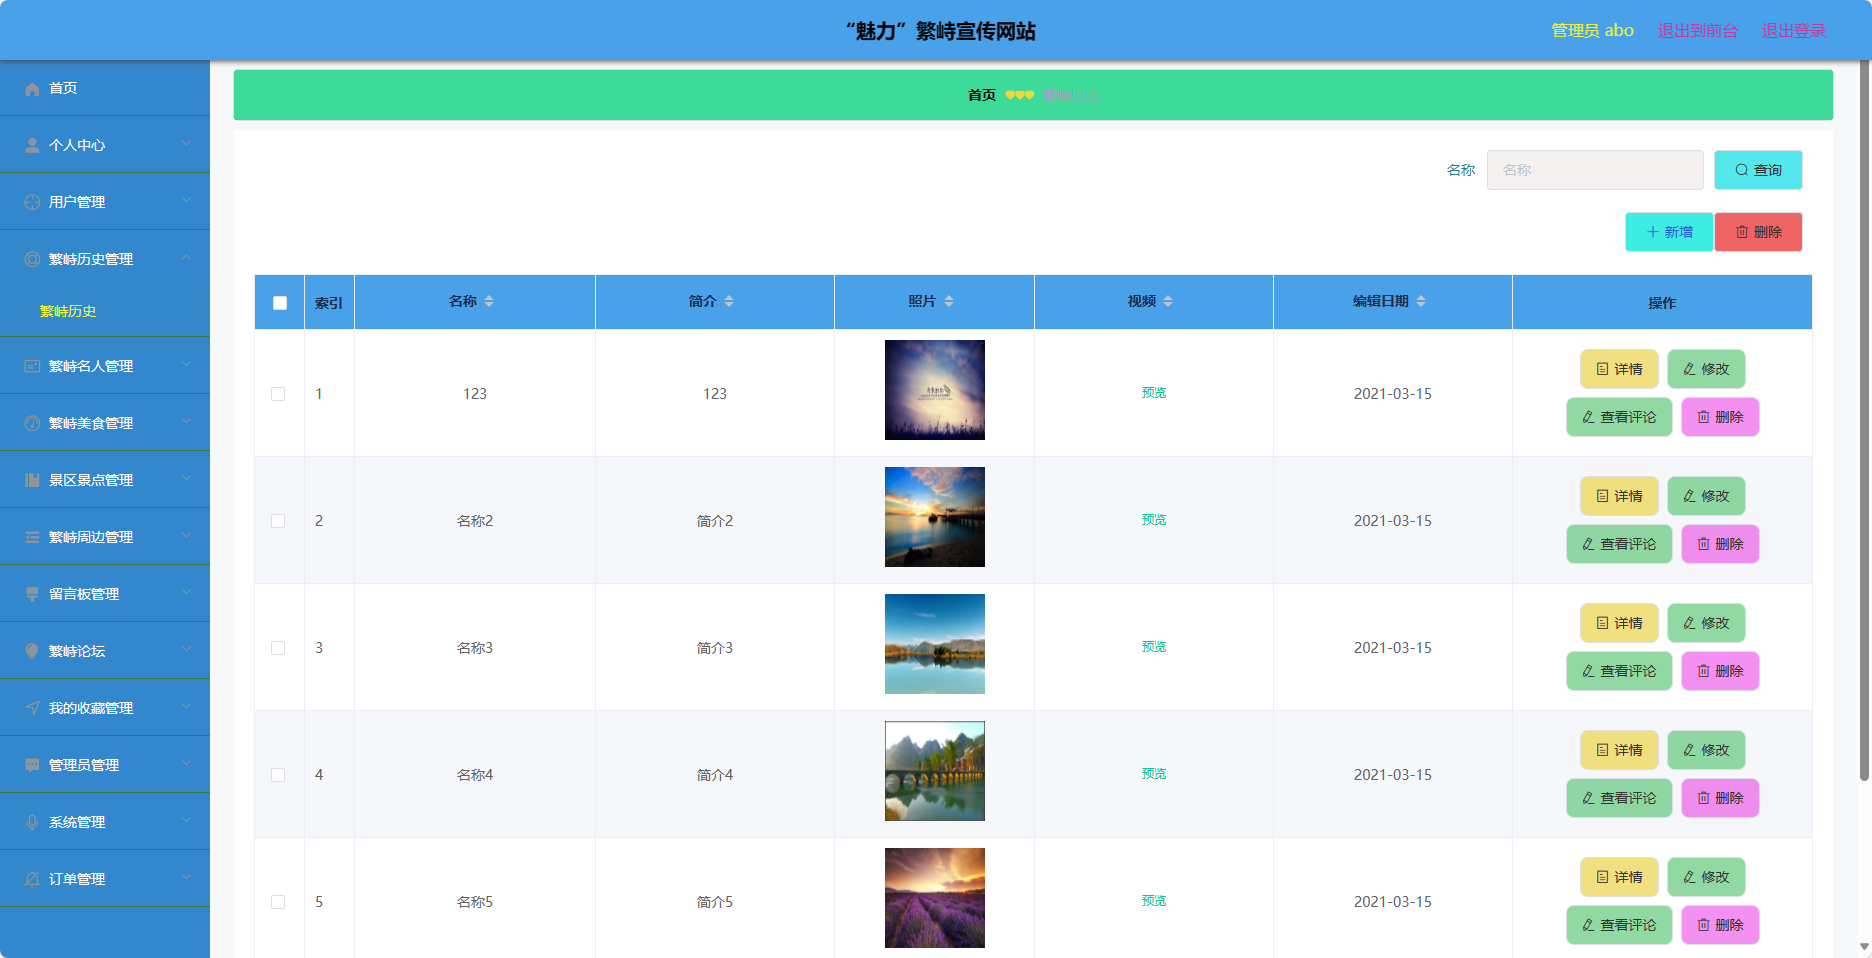 “魅力”繁峙宣传网站
管理员 abo 退出到前台 退出登录
首页
个人中心
用户管理
繁峙历史管理
繁峙历史
繁峙名人管理
繁峙美食管理
景区景点管理
繁峙周边管理
留言板管理
繁峙论坛
我的收藏管理
管理员管理
系统管理
订单管理
首页 繁峙历史
名称 名称 查询
新增 删除
索引 名称 简介 照片 视频 编辑日期 操作
1 123 123 预览 2021-03-15 详情 修改
查看评论 删除
2 名称2 简介2 预览 2021-03-15 详情 修改
查看评论 删除
3 名称3 简介3 预览 2021-03-15 详情 修改
查看评论 删除
4 名称4 简介4 预览 2021-03-15 详情 修改
查看评论 删除
5 名称5 简介5 预览 2021-03-15 详情 修改
查看评论 删除